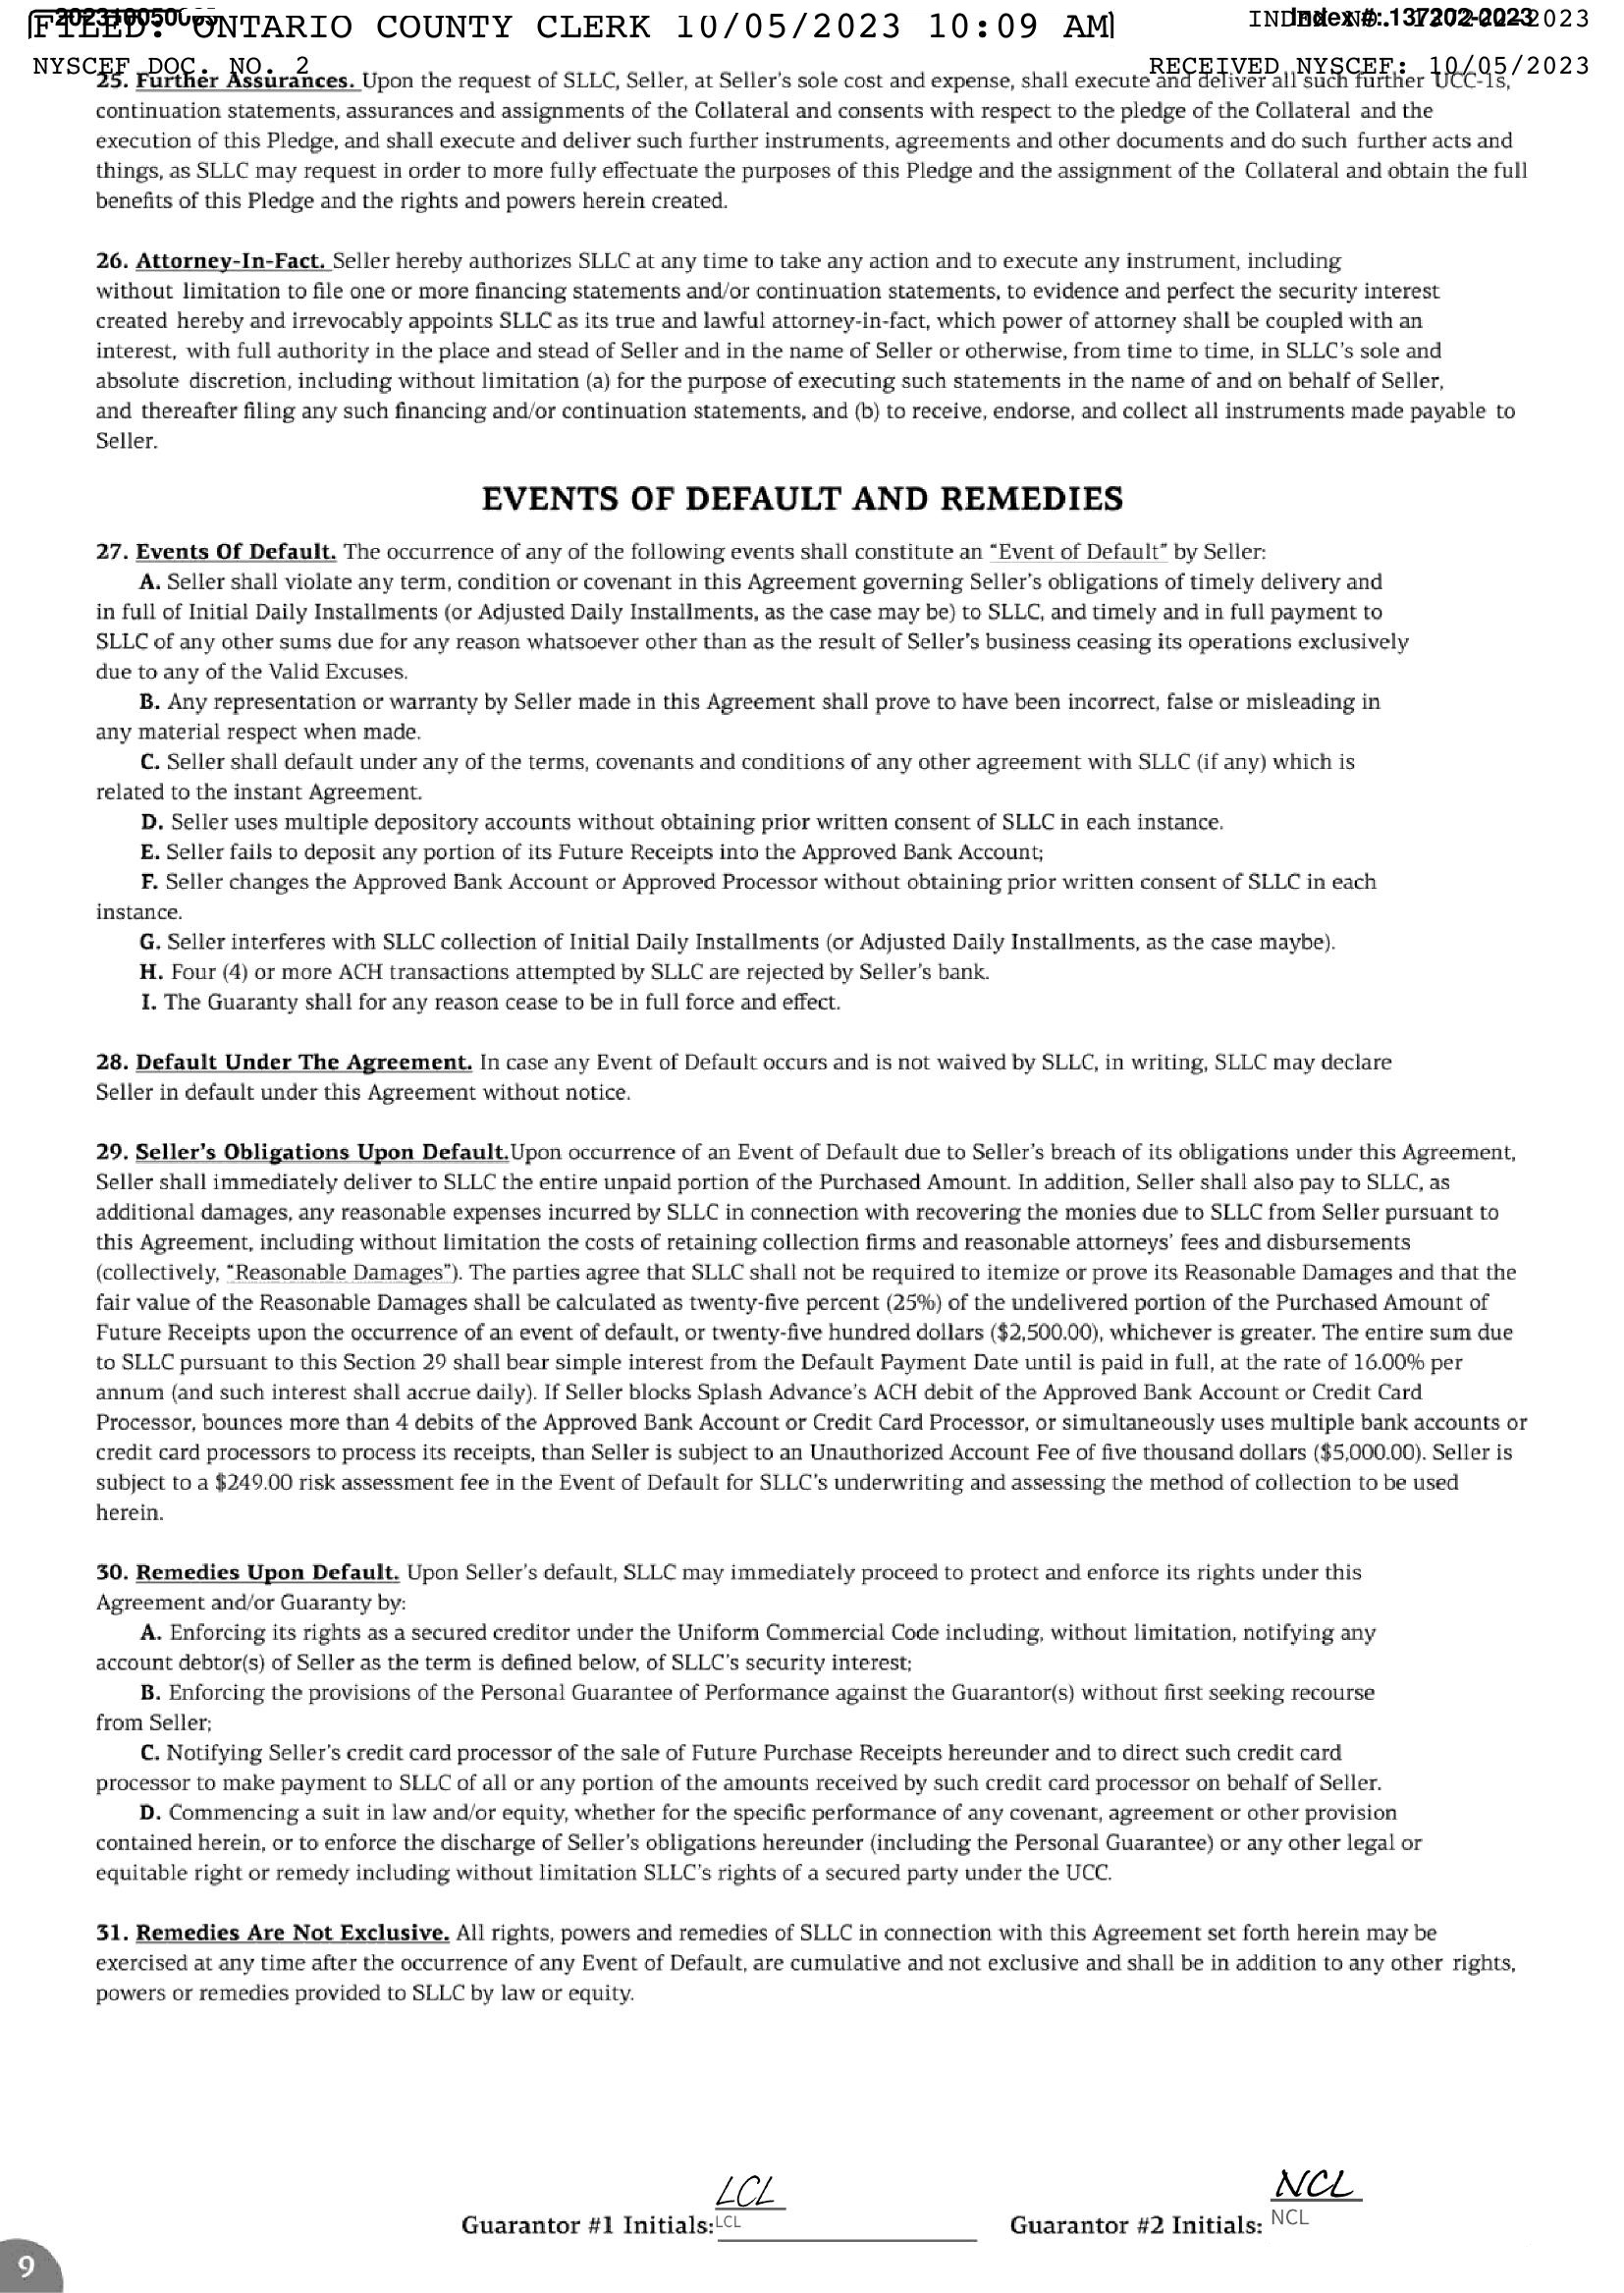 FILED: ONTARIO COUNTY CLERK 10/05/2023 10:09 AM
Index #: 137202-2023
NYSCEF DOC. NO. 2
RECEIVED NYSCEF: 10/05/2023
25. Further Assurances. Upon the request of SLLC, Seller, at Seller's sole cost and expense, shall execute and deliver all such further UCC-1s,
continuation statements, assurances and assignments of the Collateral and consents with respect to the pledge of the Collateral and the
execution of this Pledge, and shall execute and deliver such further instruments, agreements and other documents and do such further acts and
things, as SLLC may request in order to more fully effectuate the purposes of this Pledge and the assignment of the Collateral and obtain the full
benefits of this Pledge and the rights and powers herein created.
26. Attorney-In-Fact. Seller hereby authorizes SLLC at any time to take any action and to execute any instrument, including
without limitation to file one or more financing statements and/or continuation statements, to evidence and perfect the security interest
created hereby and irrevocably appoints SLLC as its true and lawful attorney-in-fact, which power of attorney shall be coupled with an
interest, with full authority in the place and stead of Seller and in the name of Seller or otherwise, from time to time, in SLLC's sole and
absolute discretion, including without limitation (a) for the purpose of executing such statements in the name of and on behalf of Seller,
and thereafter filing any such financing and/or continuation statements, and (b) to receive, endorse, and collect all instruments made payable to
Seller.
EVENTS OF DEFAULT AND REMEDIES
27. Events Of Default. The occurrence of any of the following events shall constitute an "Event of Default" by Seller:
A. Seller shall violate any term, condition or covenant in this Agreement governing Seller's obligations of timely delivery and
in full of Initial Daily Installments (or Adjusted Daily Installments, as the case may be) to SLLC, and timely and in full payment to
SLLC of any other sums due for any reason whatsoever other than as the result of Seller's business ceasing its operations exclusively
due to any of the Valid Excuses.
B. Any representation or warranty by Seller made in this Agreement shall prove to have been incorrect, false or misleading in
any material respect when made.
C. Seller shall default under any of the terms, covenants and conditions of any other agreement with SLLC (if any) which is
related to the instant Agreement.
D. Seller uses multiple depository accounts without obtaining prior written consent of SLLC in each instance.
E. Seller fails to deposit any portion of its Future Receipts into the Approved Bank Account;
F. Seller changes the Approved Bank Account or Approved Processor without obtaining prior written consent of SLLC in each
instance.
G. Seller interferes with SLLC collection of Initial Daily Installments (or Adjusted Daily Installments, as the case maybe).
H. Four (4) or more ACH transactions attempted by SLLC are rejected by Seller's bank.
I. The Guaranty shall for any reason cease to be in full force and effect.
28. Default Under The Agreement. In case any Event of Default occurs and is not waived by SLLC, in writing, SLLC may declare
Seller in default under this Agreement without notice.
29. Seller's Obligations Upon Default.Upon occurrence of an Event of Default due to Seller's breach of its obligations under this Agreement,
Seller shall immediately deliver to SLLC the entire unpaid portion of the Purchased Amount. In addition, Seller shall also pay to SLLC, as
additional damages, any reasonable expenses incurred by SLLC in connection with recovering the monies due to SLLC from Seller pursuant to
this Agreement, including without limitation the costs of retaining collection firms and reasonable attorneys' fees and disbursements
(collectively, "Reasonable Damages"). The parties agree that SLLC shall not be required to itemize or prove its Reasonable Damages and that the
fair value of the Reasonable Damages shall be calculated as twenty-five percent (25%) of the undelivered portion of the Purchased Amount of
Future Receipts upon the occurrence of an event of default, or twenty-five hundred dollars ($2,500.00), whichever is greater. The entire sum due
to SLLC pursuant to this Section 29 shall bear simple interest from the Default Payment Date until is paid in full, at the rate of 16.00% per
annum (and such interest shall accrue daily). If Seller blocks Splash Advance's ACH debit of the Approved Bank Account or Credit Card
Processor, bounces more than 4 debits of the Approved Bank Account or Credit Card Processor, or simultaneously uses multiple bank accounts or
credit card processors to process its receipts, than Seller is subject to an Unauthorized Account Fee of five thousand dollars ($5,000.00). Seller is
subject to a $249.00 risk assessment fee in the Event of Default for SLLC's underwriting and assessing the method of collection to be used
herein.
30. Remedies Upon Default. Upon Seller's default, SLLC may immediately proceed to protect and enforce its rights under this
Agreement and/or Guaranty by:
A. Enforcing its rights as a secured creditor under the Uniform Commercial Code including, without limitation, notifying any
account debtor(s) of Seller as the term is defined below, of SLLC's security interest;
B. Enforcing the provisions of the Personal Guarantee of Performance against the Guarantor(s) without first seeking recourse
from Seller;
C. Notifying Seller's credit card processor of the sale of Future Purchase Receipts hereunder and to direct such credit card
processor to make payment to SLLC of all or any portion of the amounts received by such credit card processor on behalf of Seller.
D. Commencing a suit in law and/or equity, whether for the specific performance of any covenant, agreement or other provision
contained herein, or to enforce the discharge of Seller's obligations hereunder (including the Personal Guarantee) or any other legal or
equitable right or remedy including without limitation SLLC's rights of a secured party under the UCC.
31. Remedies Are Not Exclusive. All rights, powers and remedies of SLLC in connection with this Agreement set forth herein may be
exercised at any time after the occurrence of any Event of Default, are cumulative and not exclusive and shall be in addition to any other rights,
powers or remedies provided to SLLC by law or equity.
LCL NCL
Guarantor #1 Initials: LCL Guarantor #2 Initials: NCL
9